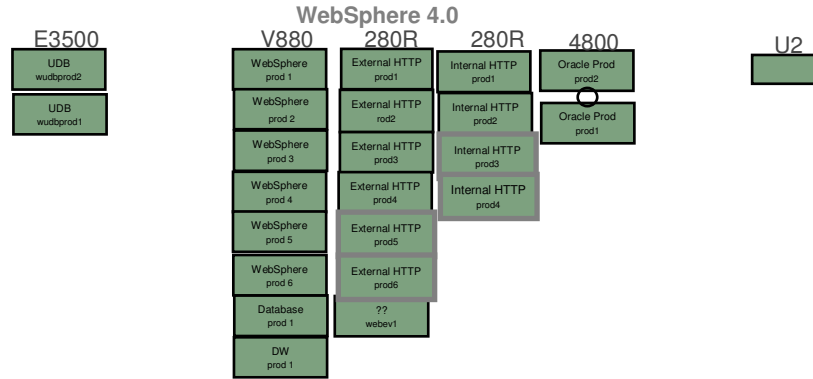 WebSphere 4.0
E3500
UDB
wudbprod2
UDB
wudbprod1
V880
WebSphere
prod 1
WebSphere
prod 2
WebSphere
prod 3
WebSphere
prod 4
WebSphere
prod 5
WebSphere
prod 6
Database
prod 1
DW
prod 1
280R
External HTTP
prod1
External HTTP
rod2
External HTTP
prod3
External HTTP
prod4
External HTTP
prod5
External HTTP
prod6
??
webev1
280R
Internal HTTP
prod1
Internal HTTP
prod2
Internal HTTP
prod3
Internal HTTP
prod4
4800
Oracle Prod
prod2
Oracle Prod
prod1
U2